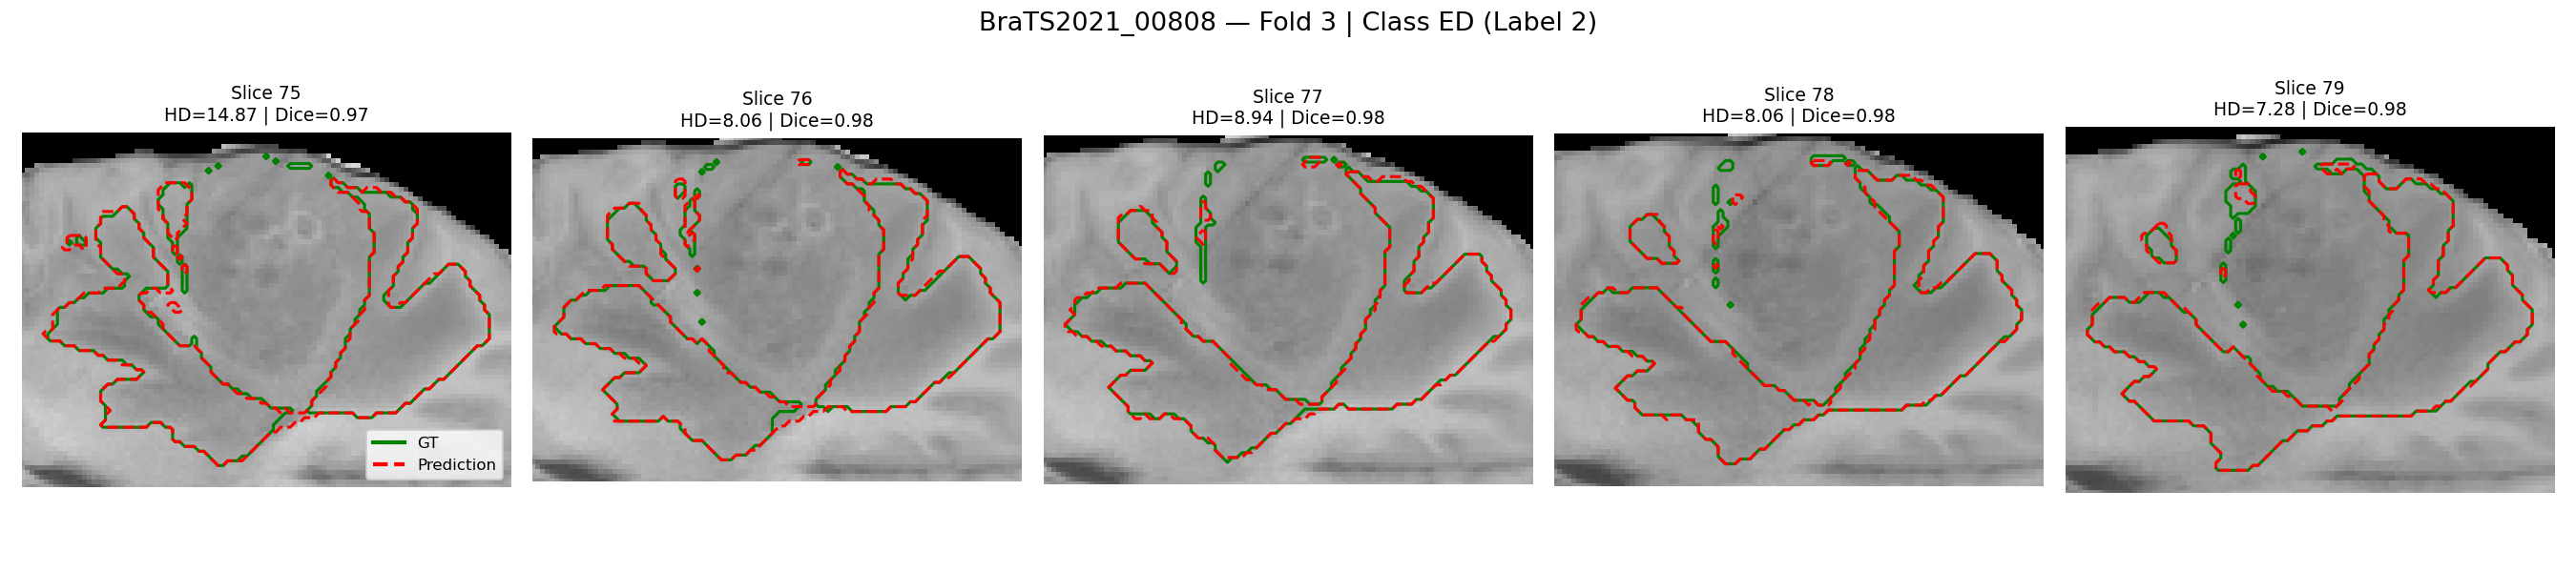 BraTS2021_00808 — Fold 3 | Class ED (Label 2)
Slice 75
HD=14.87 | Dice=0.97
Slice 76
HD=8.06 | Dice=0.98
Slice 77
HD=8.94 | Dice=0.98
Slice 78
HD=8.06 | Dice=0.98
Slice 79
HD=7.28 | Dice=0.98
GT
Prediction